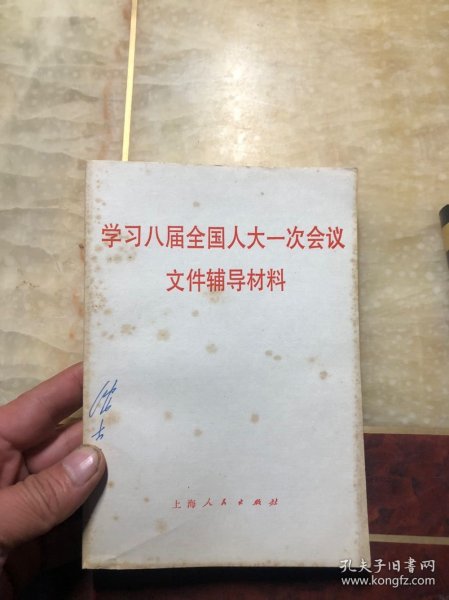 学习八届全国人大一次会议
文件辅导材料
上海人民出版社
孔夫子旧书网
www.kongfz.com